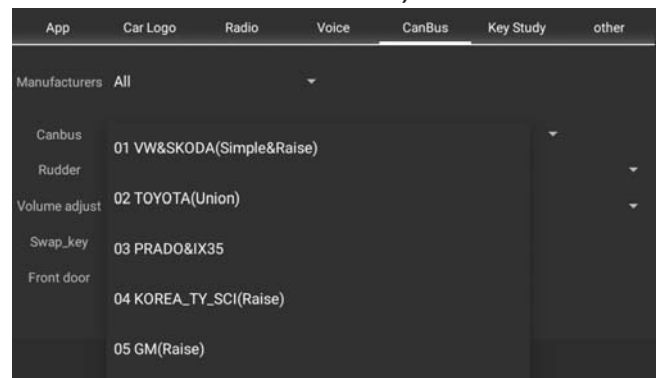 App Car Logo Radio Voice CanBus Key Study other
Manufacturers All
Canbus
01 VW&SKODA(Simple&Raise)
Rudder
02 TOYOTA(Union)
Volume adjust
Swap_key
03 PRADO&IX35
Front door
04 KOREA_TY_SCI(Raise)
05 GM(Raise)